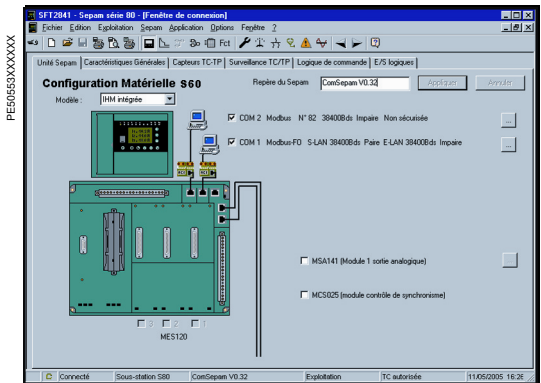 PE50553XXXXXX
SFT2841 - Sepam série 80 - [Fenêtre de connexion]
Fichier Edition Exploitation Sepam Application Options Fenêtre ?
Fct
Unité Sepam Caractéristiques Générales Capteurs TC-TP Surveillance TC/TP Logique de commande E/S logiques
Configuration Matérielle S60 Repère du Sepam ComSepam V0.32 Appliquer Annuler
Modèle : IHM intégrée
COM 2 Modbus N° 82 38400Bds Impaire Non sécurisée ...
COM 1 Modbus-FO S-LAN 38400Bds Paire E-LAN 38400Bds Impaire ...
MSA141 (Module 1 sortie analogique)
MCS025 (module contrôle de synchronisme)
3 2 1
MES120
Connecté Sous-station S80 ComSepam V0.32 Exploitation TC autorisée 11/05/2005 16:26